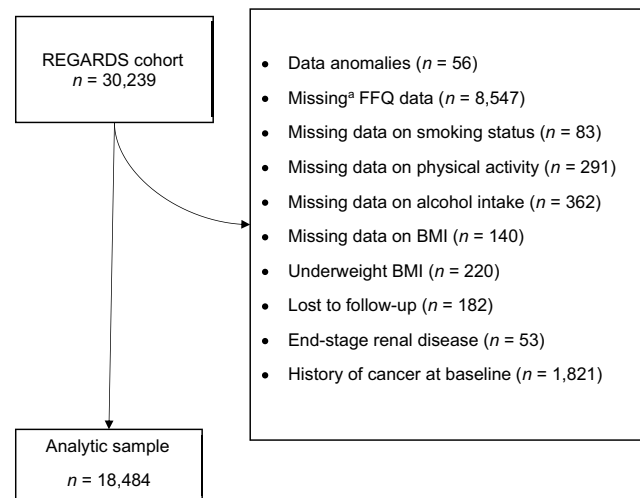 REGARDS cohort
n = 30,239
• Data anomalies (n = 56)
• Missingᵃ FFQ data (n = 8,547)
• Missing data on smoking status (n = 83)
• Missing data on physical activity (n = 291)
• Missing data on alcohol intake (n = 362)
• Missing data on BMI (n = 140)
• Underweight BMI (n = 220)
• Lost to follow-up (n = 182)
• End-stage renal disease (n = 53)
• History of cancer at baseline (n = 1,821)
Analytic sample
n = 18,484